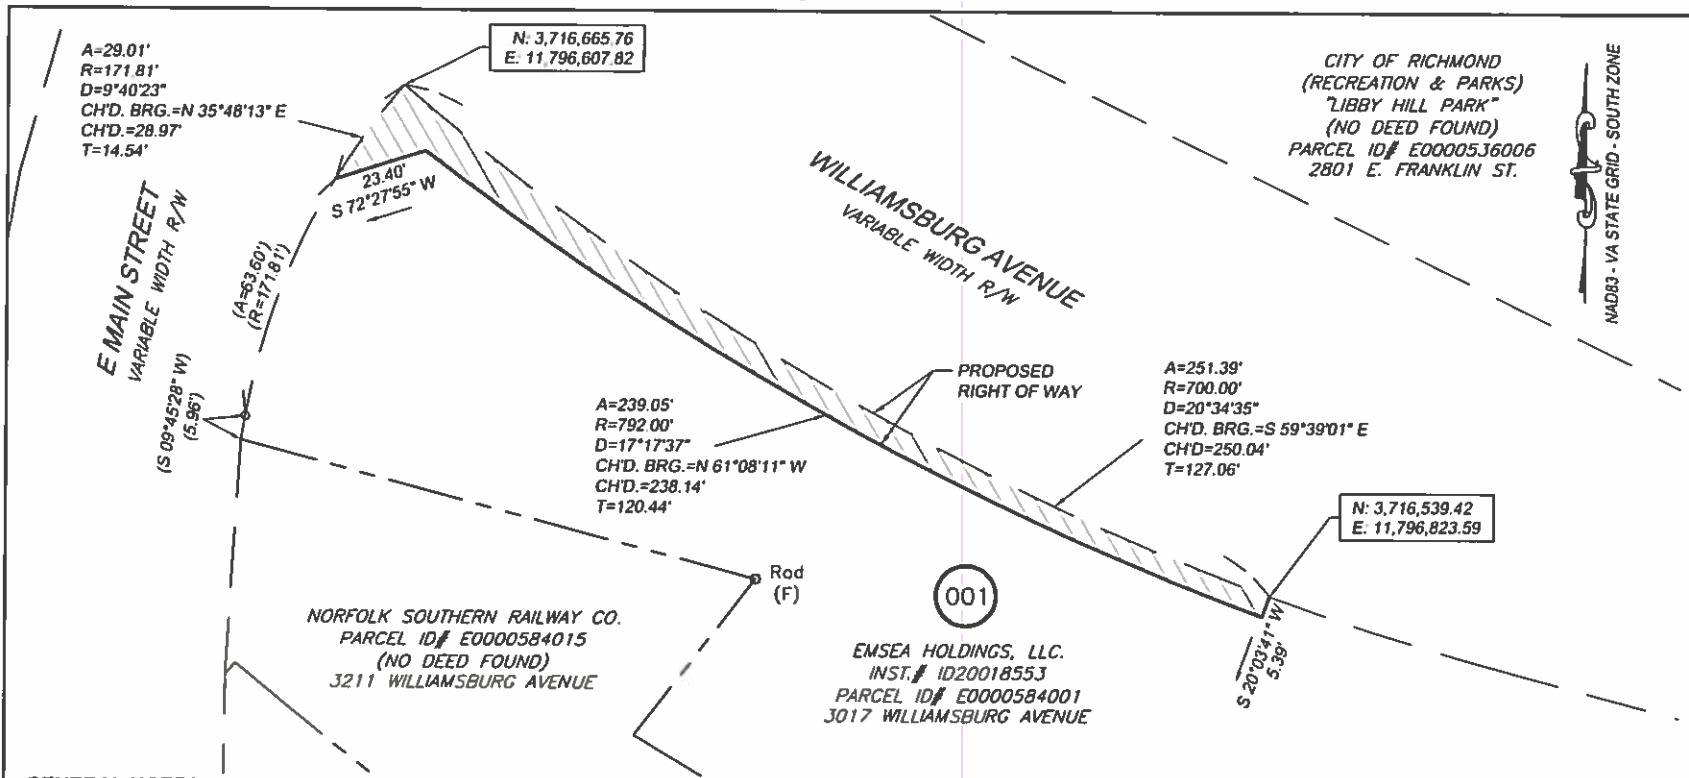 A=29.01'
R=171.81'
D=9°40'23"
CH'D. BRG.=N 35°48'13" E
CH'D.=28.97'
T=14.54'
N: 3,716,665.76
E: 11,796,607.82
CITY OF RICHMOND
(RECREATION & PARKS)
"LIBBY HILL PARK"
(NO DEED FOUND)
PARCEL ID# E0000536006
2801 E. FRANKLIN ST.
NAD83 - VA STATE GRID - SOUTH ZONE
23.40'
S 72°27'55" W
WILLIAMSBURG AVENUE
VARIABLE WIDTH R/W
E MAIN STREET
VARIABLE WIDTH R/W
(A=63.60')
(R=171.81')
(S 09°45'28" W)
(5.96')
PROPOSED
RIGHT OF WAY
A=239.05'
R=792.00'
D=17°17'37"
CH'D. BRG.=N 61°08'11" W
CH'D.=238.14'
T=120.44'
A=251.39'
R=700.00'
D=20°34'35"
CH'D. BRG.=S 59°39'01" E
CH'D=250.04'
T=127.06'
N: 3,716,539.42
E: 11,796,823.59
Rod
(F)
001
S 20°03'41" W
5.39'
NORFOLK SOUTHERN RAILWAY CO.
PARCEL ID# E0000584015
(NO DEED FOUND)
3211 WILLIAMSBURG AVENUE
EMSEA HOLDINGS, LLC.
INST.# ID20018553
PARCEL ID# E0000584001
3017 WILLIAMSBURG AVENUE